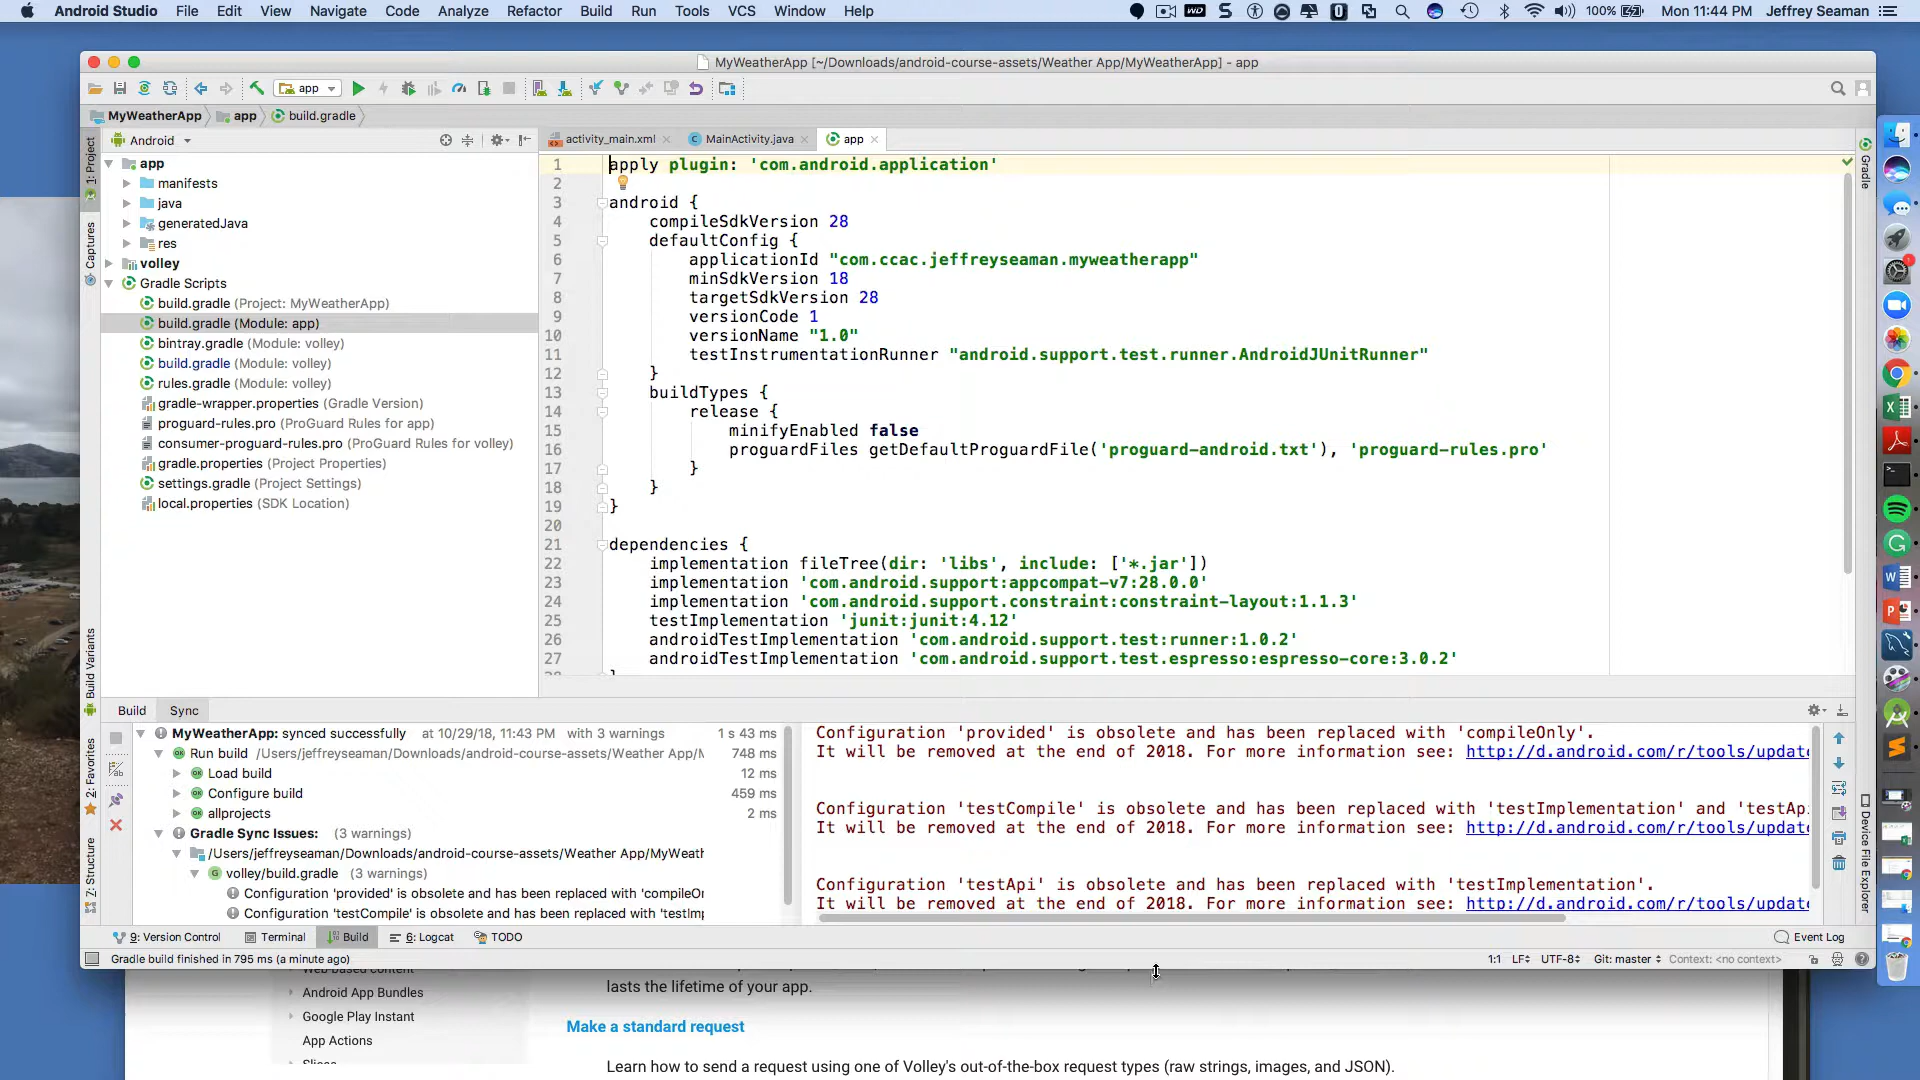 Android Studio File Edit View Navigate Code Analyze Refactor Build Run Tools VCS Window Help
100% Mon 11:44 PM Jeffrey Seaman
MyWeatherApp [~/Downloads/android-course-assets/Weather App/MyWeatherApp] - app
app
MyWeatherApp app build.gradle
Android
activity_main.xml MainActivity.java app
1: Project
Captures
Build Variants
2: Favorites
7: Structure
app
manifests
java
generatedJava
res
volley
Gradle Scripts
build.gradle (Project: MyWeatherApp)
build.gradle (Module: app)
bintray.gradle (Module: volley)
build.gradle (Module: volley)
rules.gradle (Module: volley)
gradle-wrapper.properties (Gradle Version)
proguard-rules.pro (ProGuard Rules for app)
consumer-proguard-rules.pro (ProGuard Rules for volley)
gradle.properties (Project Properties)
settings.gradle (Project Settings)
local.properties (SDK Location)
1 apply plugin: 'com.android.application'
2
3 android {
4 compileSdkVersion 28
5 defaultConfig {
6 applicationId "com.ccac.jeffreyseaman.myweatherapp"
7 minSdkVersion 18
8 targetSdkVersion 28
9 versionCode 1
10 versionName "1.0"
11 testInstrumentationRunner "android.support.test.runner.AndroidJUnitRunner"
12 }
13 buildTypes {
14 release {
15 minifyEnabled false
16 proguardFiles getDefaultProguardFile('proguard-android.txt'), 'proguard-rules.pro'
17 }
18 }
19 }
20
21 dependencies {
22 implementation fileTree(dir: 'libs', include: ['*.jar'])
23 implementation 'com.android.support:appcompat-v7:28.0.0'
24 implementation 'com.android.support.constraint:constraint-layout:1.1.3'
25 testImplementation 'junit:junit:4.12'
26 androidTestImplementation 'com.android.support.test:runner:1.0.2'
27 androidTestImplementation 'com.android.support.test.espresso:espresso-core:3.0.2'
Gradle
Device File Explorer
Build Sync
MyWeatherApp: synced successfully at 10/29/18, 11:43 PM with 3 warnings 1 s 43 ms
Run build /Users/jeffreyseaman/Downloads/android-course-assets/Weather App/ 748 ms
Load build 12 ms
Configure build 459 ms
allprojects 2 ms
Gradle Sync Issues: (3 warnings)
/Users/jeffreyseaman/Downloads/android-course-assets/Weather App/MyWeath
volley/build.gradle (3 warnings)
Configuration 'provided' is obsolete and has been replaced with 'compileOn
Configuration 'testCompile' is obsolete and has been replaced with 'testImp
Configuration 'provided' is obsolete and has been replaced with 'compileOnly'.
It will be removed at the end of 2018. For more information see: http://d.android.com/r/tools/update
Configuration 'testCompile' is obsolete and has been replaced with 'testImplementation' and 'testAp
It will be removed at the end of 2018. For more information see: http://d.android.com/r/tools/update
Configuration 'testApi' is obsolete and has been replaced with 'testImplementation'.
It will be removed at the end of 2018. For more information see: http://d.android.com/r/tools/update
9: Version Control Terminal Build 6: Logcat TODO Event Log
Gradle build finished in 795 ms (a minute ago) 1:1 LF UTF-8 Git: master Context: <no context>
Android App Bundles
Google Play Instant
App Actions
lasts the lifetime of your app.
Make a standard request
Learn how to send a request using one of Volley's out-of-the-box request types (raw strings, images, and JSON).